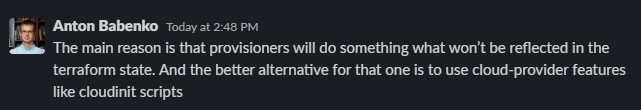 Anton Babenko Today at 2:48 PM
The main reason is that provisioners will do something what won't be reflected in the
terraform state. And the better alternative for that one is to use cloud-provider features
like cloudinit scripts